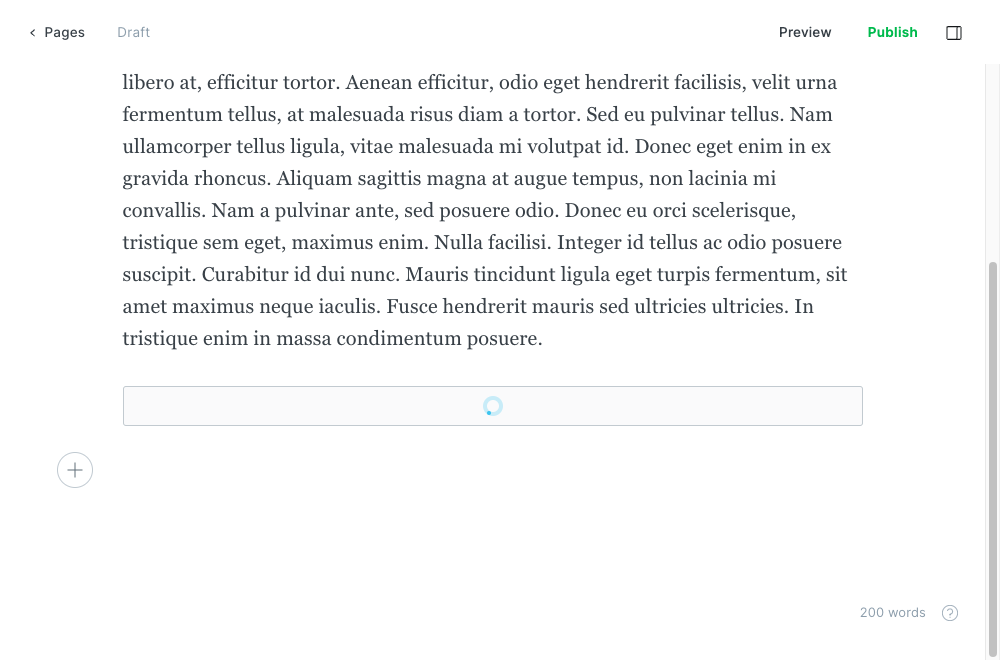 Pages
Draft
Preview
Publish
libero at, efficitur tortor. Aenean efficitur, odio eget hendrerit facilisis, velit urna
fermentum tellus, at malesuada risus diam a tortor. Sed eu pulvinar tellus. Nam
ullamcorper tellus ligula, vitae malesuada mi volutpat id. Donec eget enim in ex
gravida rhoncus. Aliquam sagittis magna at augue tempus, non lacinia mi
convallis. Nam a pulvinar ante, sed posuere odio. Donec eu orci scelerisque,
tristique sem eget, maximus enim. Nulla facilisi. Integer id tellus ac odio posuere
suscipit. Curabitur id dui nunc. Mauris tincidunt ligula eget turpis fermentum, sit
amet maximus neque iaculis. Fusce hendrerit mauris sed ultricies ultricies. In
tristique enim in massa condimentum posuere.
200 words